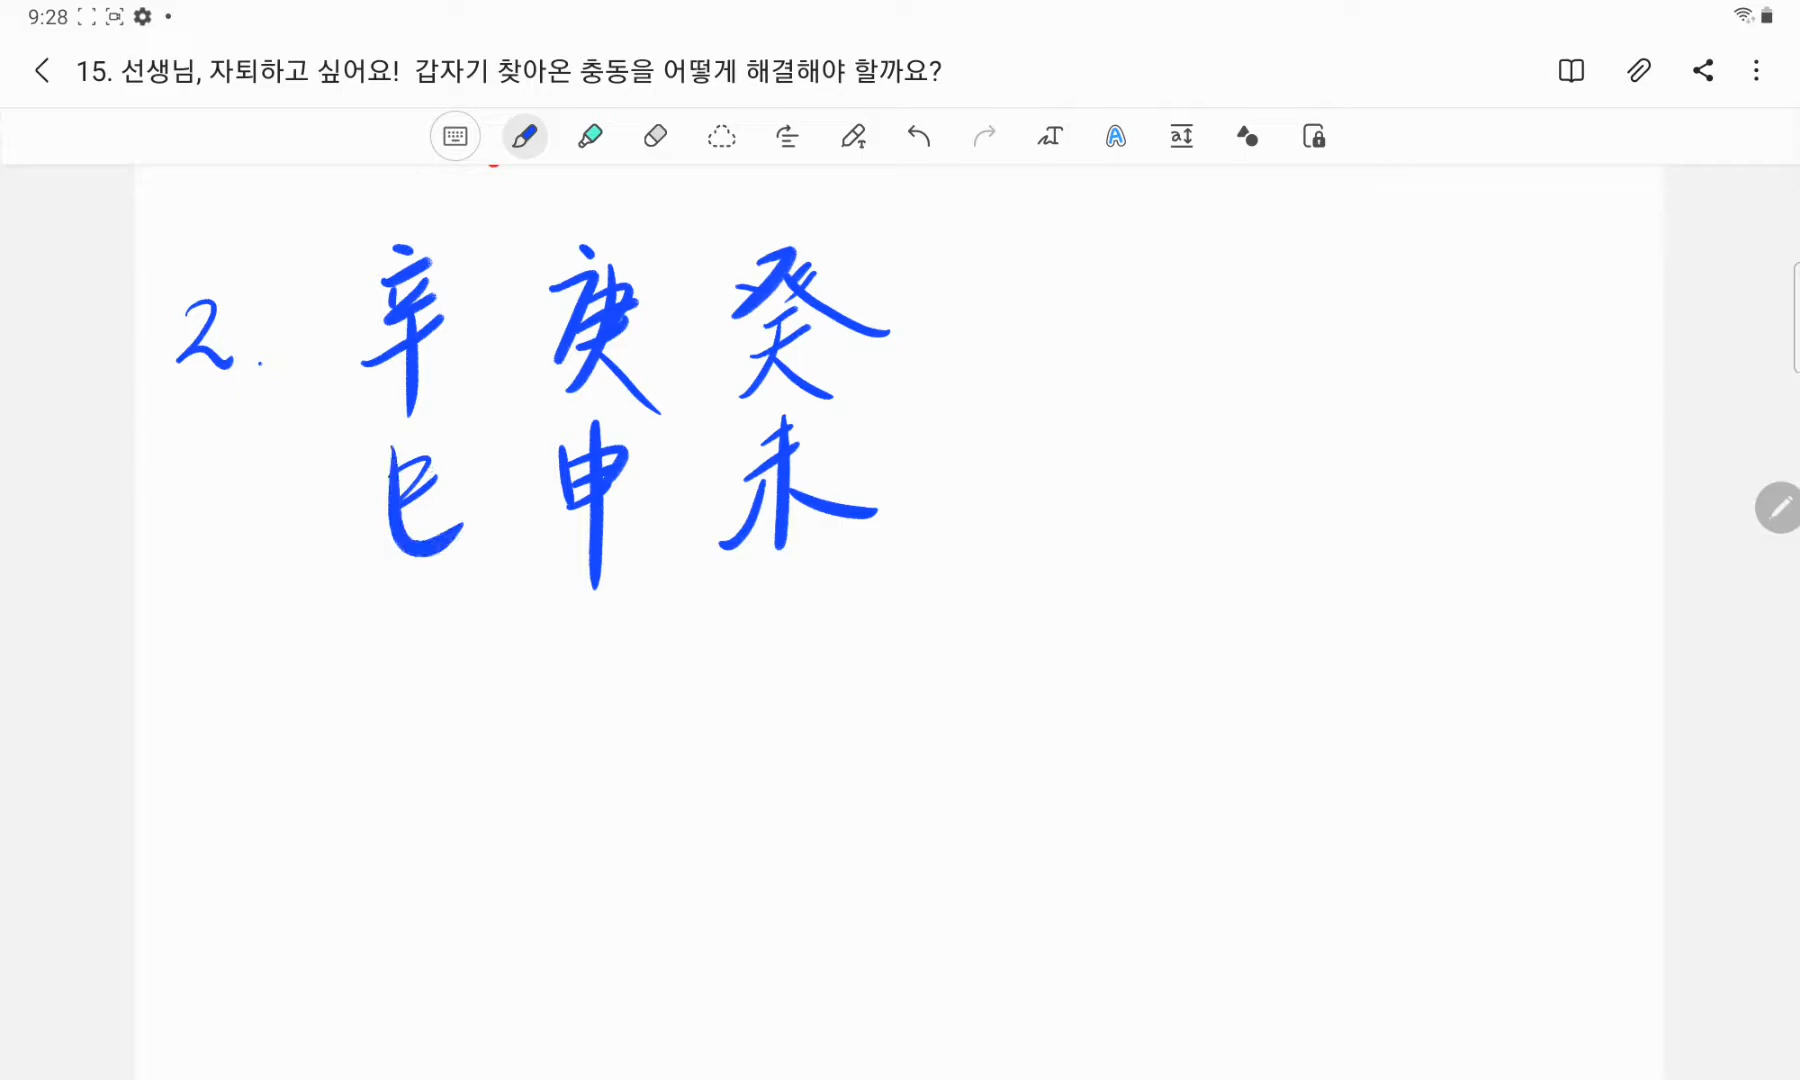 9:28
15. 선생님, 자퇴하고 싶어요! 갑자기 찾아온 충동을 어떻게 해결해야 할까요?
2. 辛 庚 癸
巳 申 未